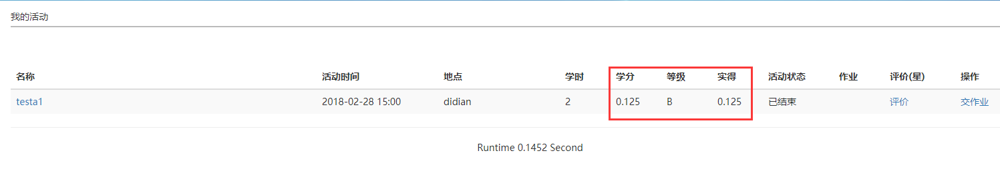 我的活动
名称 活动时间 地点 学时 学分 等级 实得 活动状态 作业 评价(星) 操作
testa1 2018-02-28 15:00 didian 2 0.125 B 0.125 已结束 评价 交作业
Runtime 0.1452 Second